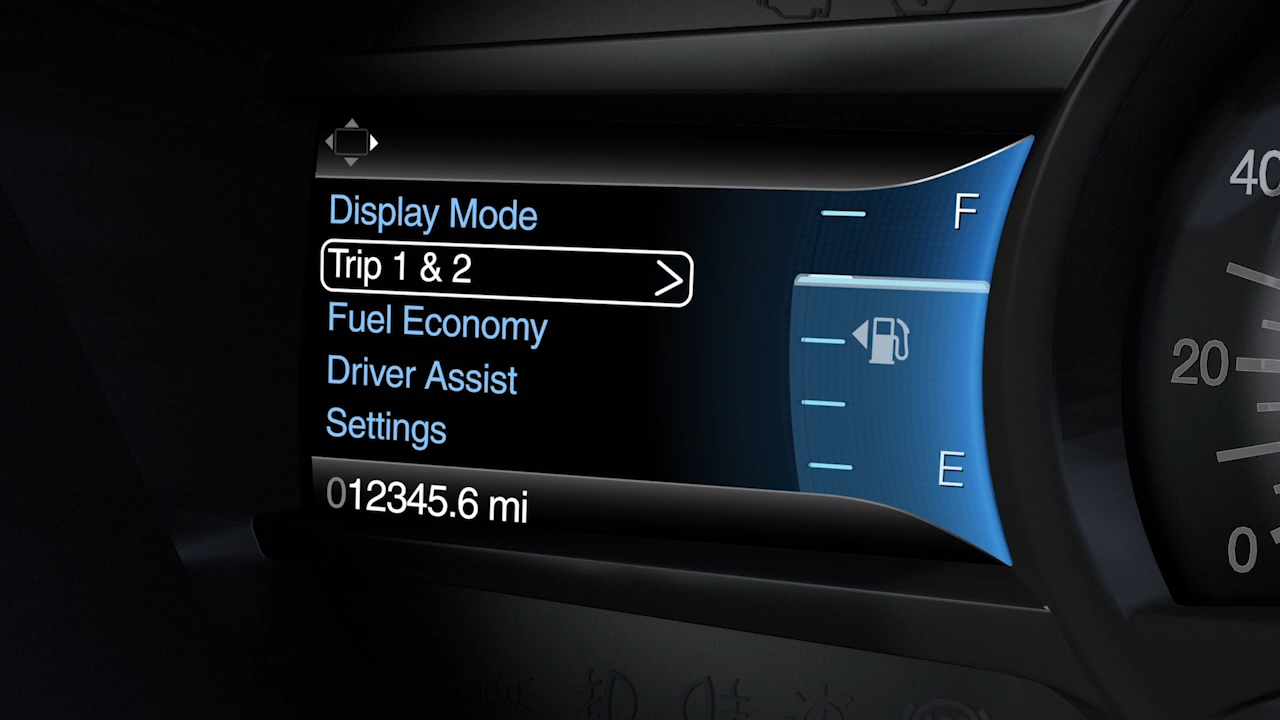 Display Mode
Trip 1 & 2
Fuel Economy
Driver Assist
Settings
012345.6 mi
F
E
40
20
0